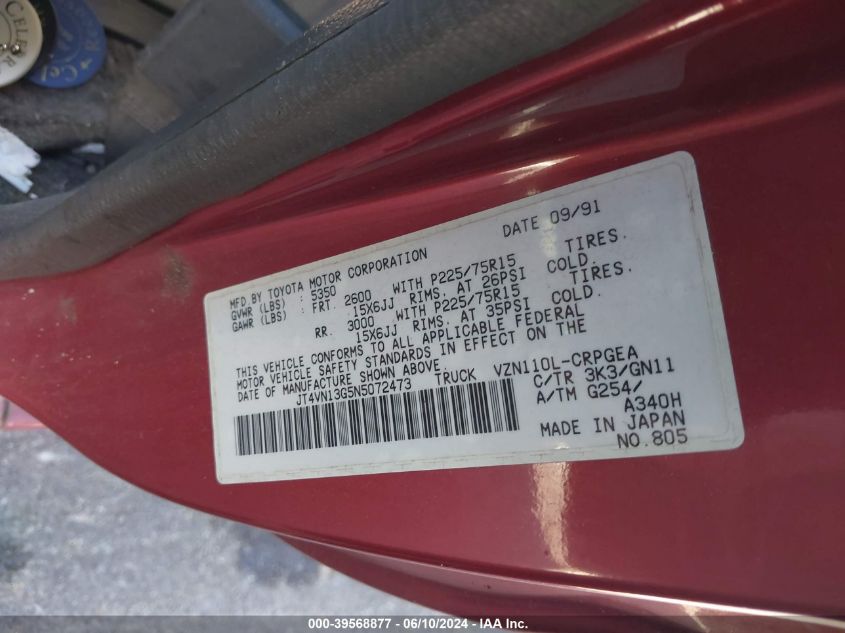 CELE
R
Cel
DATE 09/91
MFD BY TOYOTA MOTOR CORPORATION
GVWR (LBS) : 5350
GAWR (LBS) : FRT. 2600 WITH P225/75R15 TIRES.
15X6JJ RIMS. AT 26PSI COLD.
RR. 3000 WITH P225/75R15 TIRES.
15X6JJ RIMS. AT 35PSI COLD.
THIS VEHICLE CONFORMS TO ALL APPLICABLE FEDERAL
MOTOR VEHICLE SAFETY STANDARDS IN EFFECT ON THE
DATE OF MANUFACTURE SHOWN ABOVE.
JT4VN13G5N5072473 TRUCK VZN110L-CRPGEA
C/TR 3K3/GN11
A/TM G254/
A340H
MADE IN JAPAN
NO.805
000-39568877 - 06/10/2024 - IAA Inc.